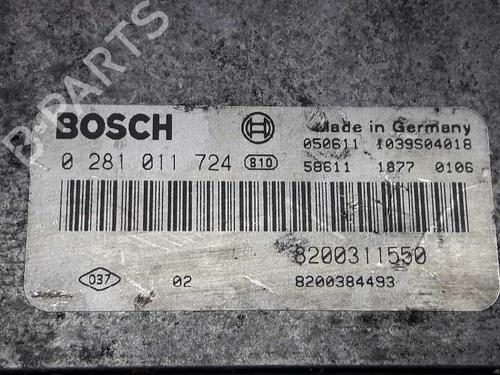 B-PARTS
BOSCH
Made in Germany
0 281 011 724 810
050611 1039S04018
58611 1877 0106
8200311550
037 02 8200384493